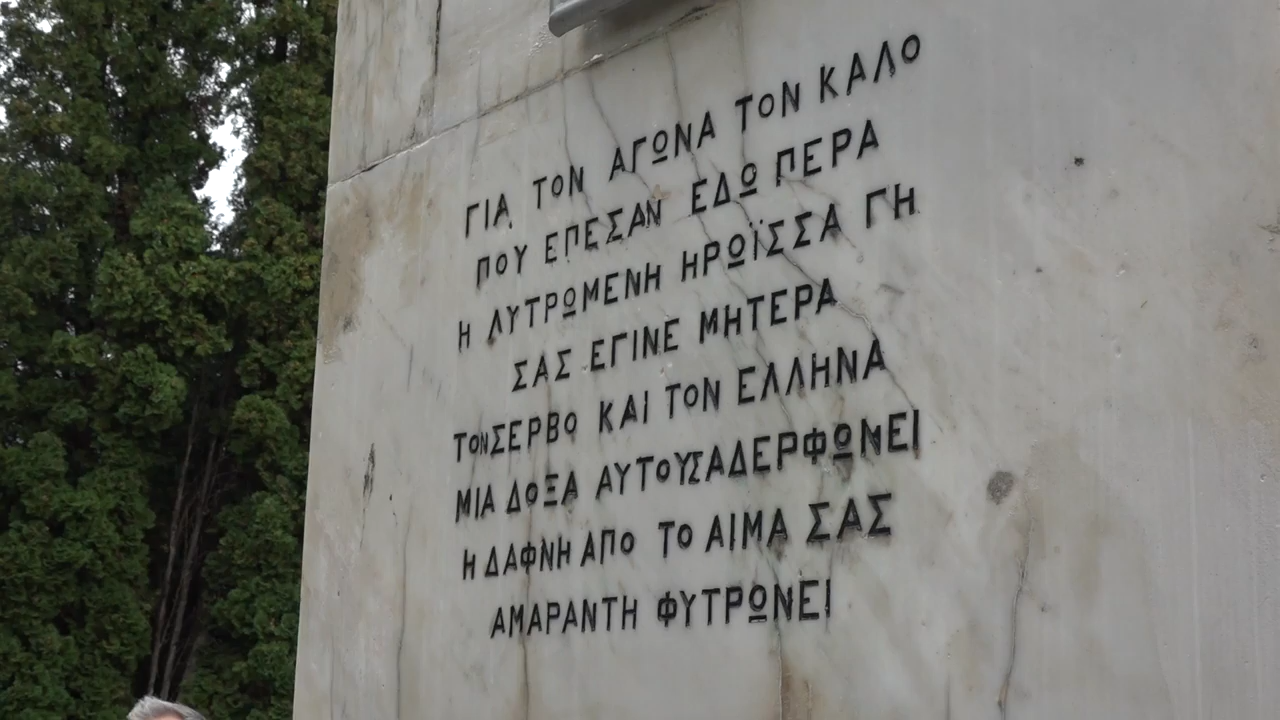 ΓΙΑ ΤΟΝ ΑΓΩΝΑ ΤΟΝ ΚΑΛΟ
ΠΟΥ ΕΠΕΣΑΝ ΕΔΩ ΠΕΡΑ
Η ΛΥΤΡΩΜΕΝΗ ΗΡΩΪΣΣΑ ΓΗ
ΣΑΣ ΕΓΙΝΕ ΜΗΤΕΡΑ
ΤΟΝ ΣΕΡΒΟ ΚΑΙ ΤΟΝ ΕΛΛΗΝΑ
ΜΙΑ ΔΟΞΑ ΑΥΤΟΥΣ ΑΔΕΡΦΩΝΕΙ
Η ΔΑΦΝΗ ΑΠΟ ΤΟ ΑΙΜΑ ΣΑΣ
ΑΜΑΡΑΝΤΗ ΦΥΤΡΩΝΕΙ